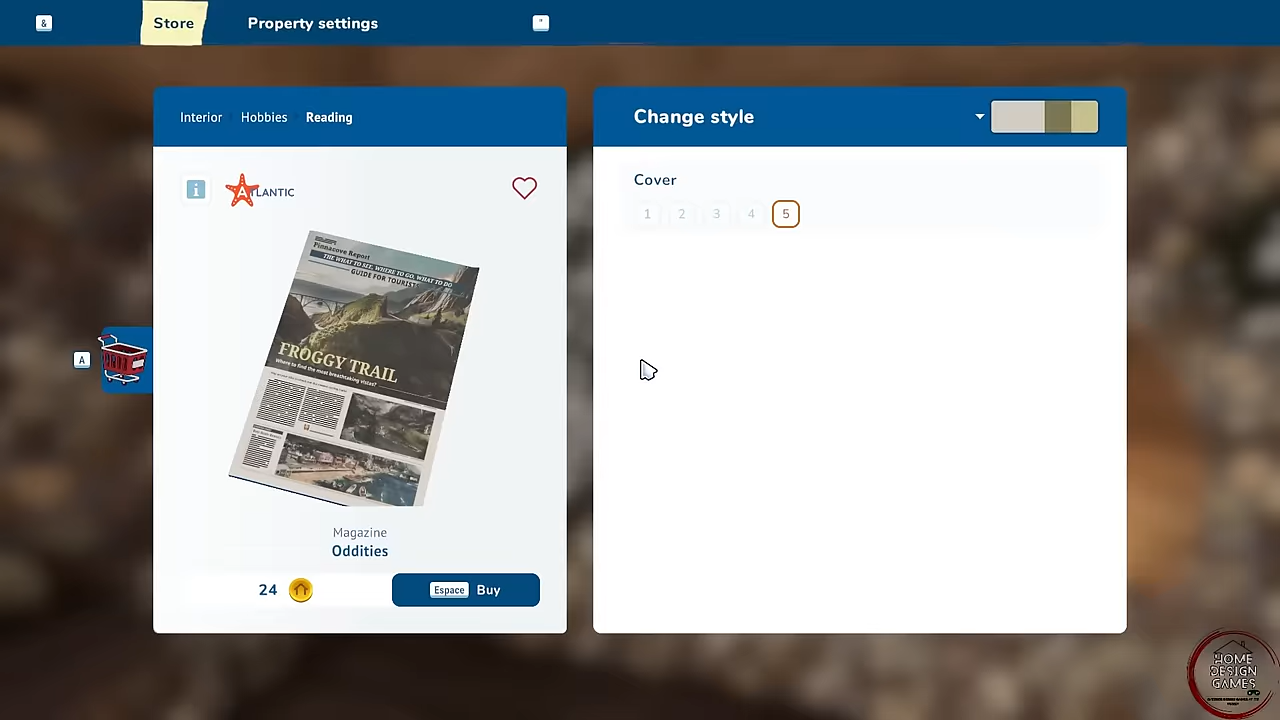 &
Store
Property settings
"
Interior
Hobbies
Reading
Change style
i
ATLANTIC
Cover
1 2 3 4 5
Pinnacove Report
THE WHAT TO SEE, WHERE TO GO, WHAT TO DO
GUIDE FOR TOURISTS
FROGGY TRAIL
Where to find the most breathtaking vistas?
A
Magazine
Oddities
24
Espace Buy
HOME
DESIGN
GAMES